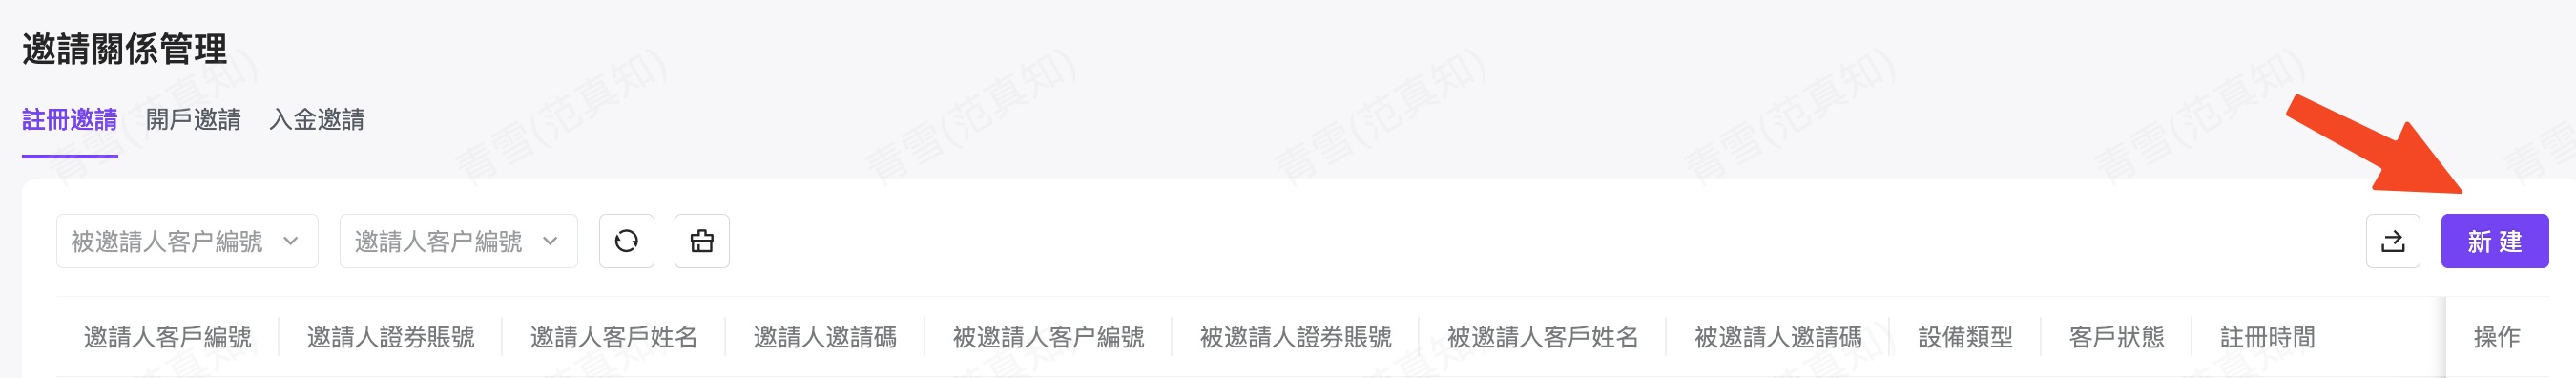 邀請關係管理
註冊邀請 開戶邀請 入金邀請
被邀請人客户編號 邀請人客户編號 新建
邀請人客戶編號 邀請人證券賬號 邀請人客戶姓名 邀請人邀請碼 被邀請人客户編號 被邀請人證券賬號 被邀請人客戶姓名 被邀請人邀請碼 設備類型 客戶狀態 註冊時間 操作
青雪(范真知) 青雪(范真知) 青雪(范真知) 青雪(范真知) 青雪(范真知) 青雪(范真知)